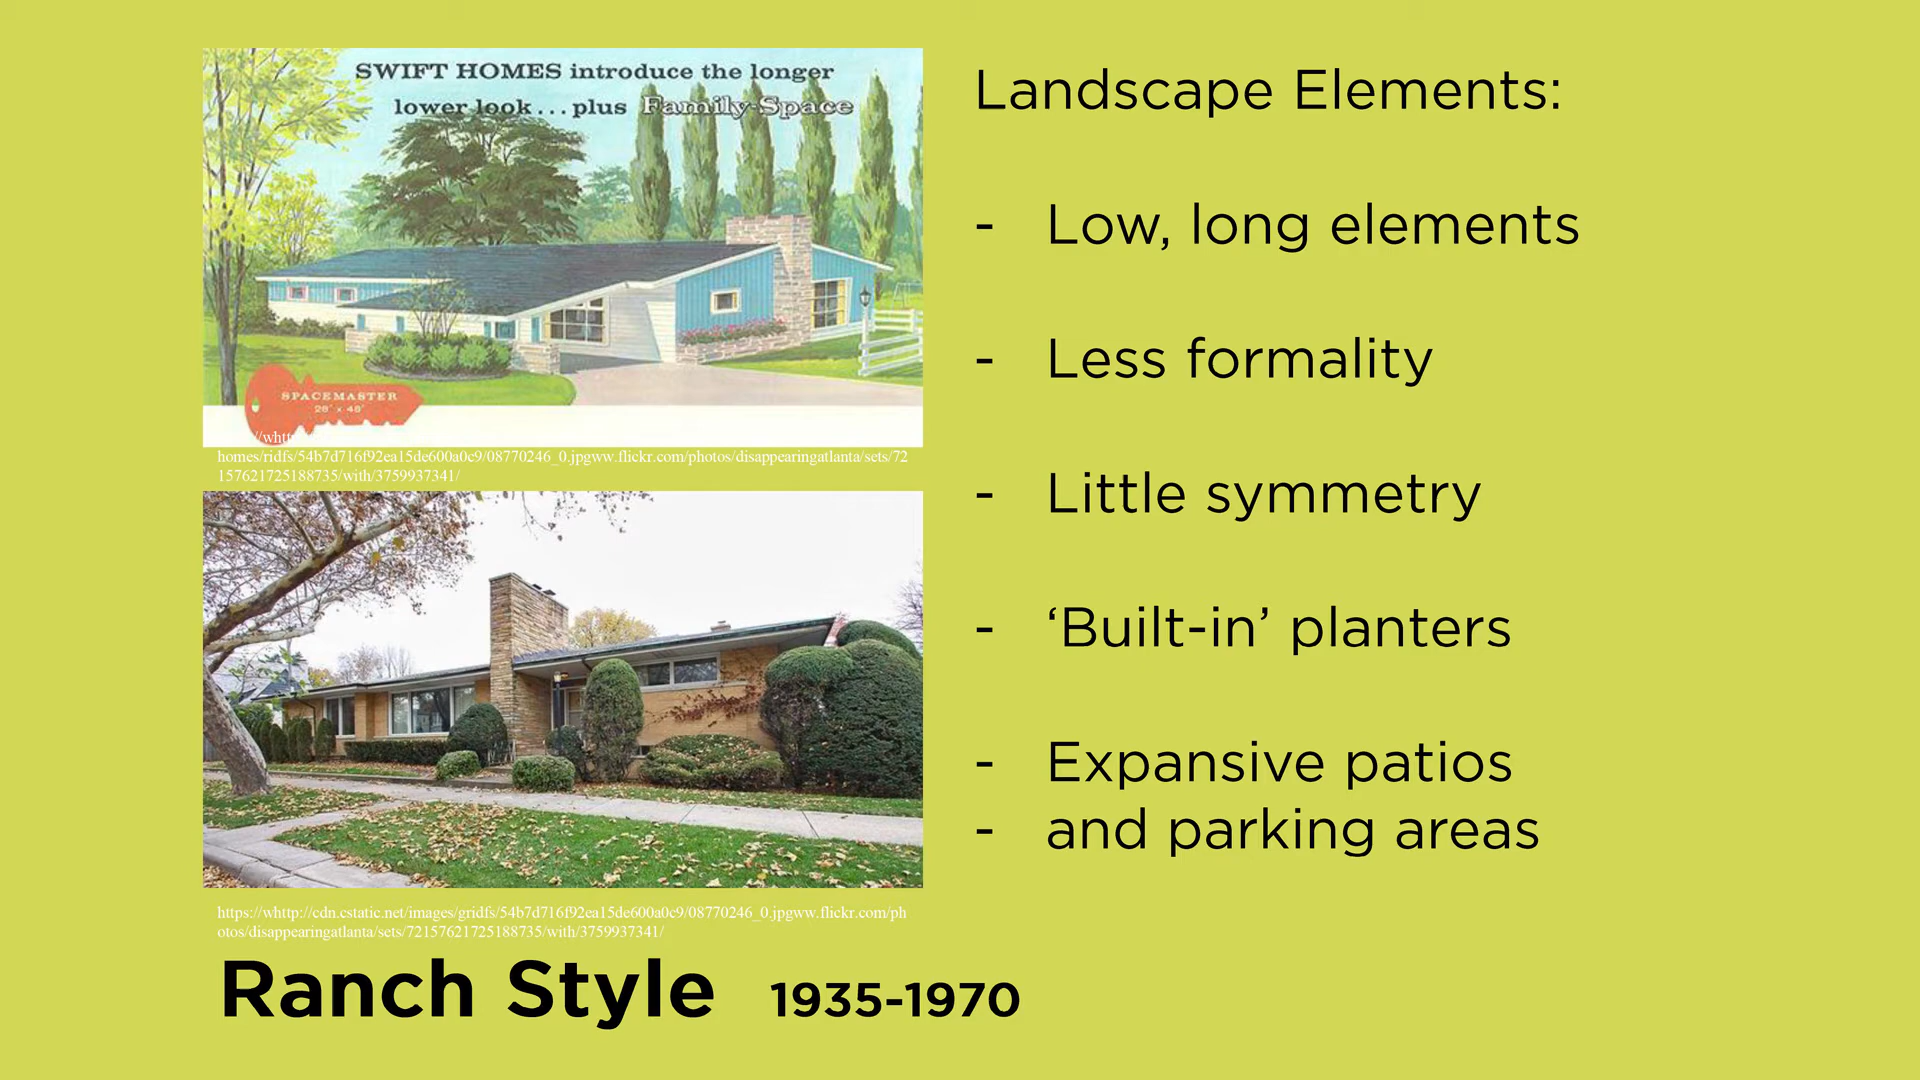 SWIFT HOMES introduce the longer
lower look...plus Family-Space
SPACEMASTER
28' x 48'
homes/ridfs/54b7d716f92ea15de600a0c9/08770246_0.jpgww.flickr.com/photos/disappearingatlanta/sets/72
157621725188735/with/3759937341/
https://whttp://cdn.cstatic.net/images/gridfs/54b7d716f92ea15de600a0c9/08770246_0.jpgww.flickr.com/ph
otos/disappearingatlanta/sets/72157621725188735/with/3759937341/
Ranch Style 1935-1970
Landscape Elements:
- Low, long elements
- Less formality
- Little symmetry
- ‘Built-in’ planters
- Expansive patios
- and parking areas